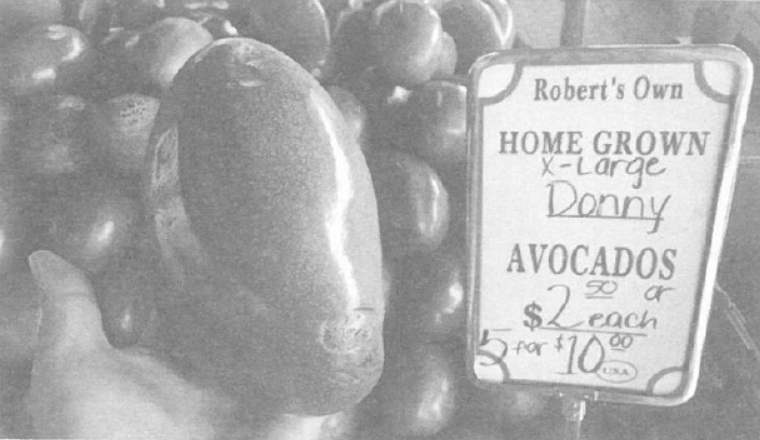 Robert's Own
HOME GROWN
X-Large
Donny
AVOCADOS
$2 50 or
each
5 for $10 00
USA